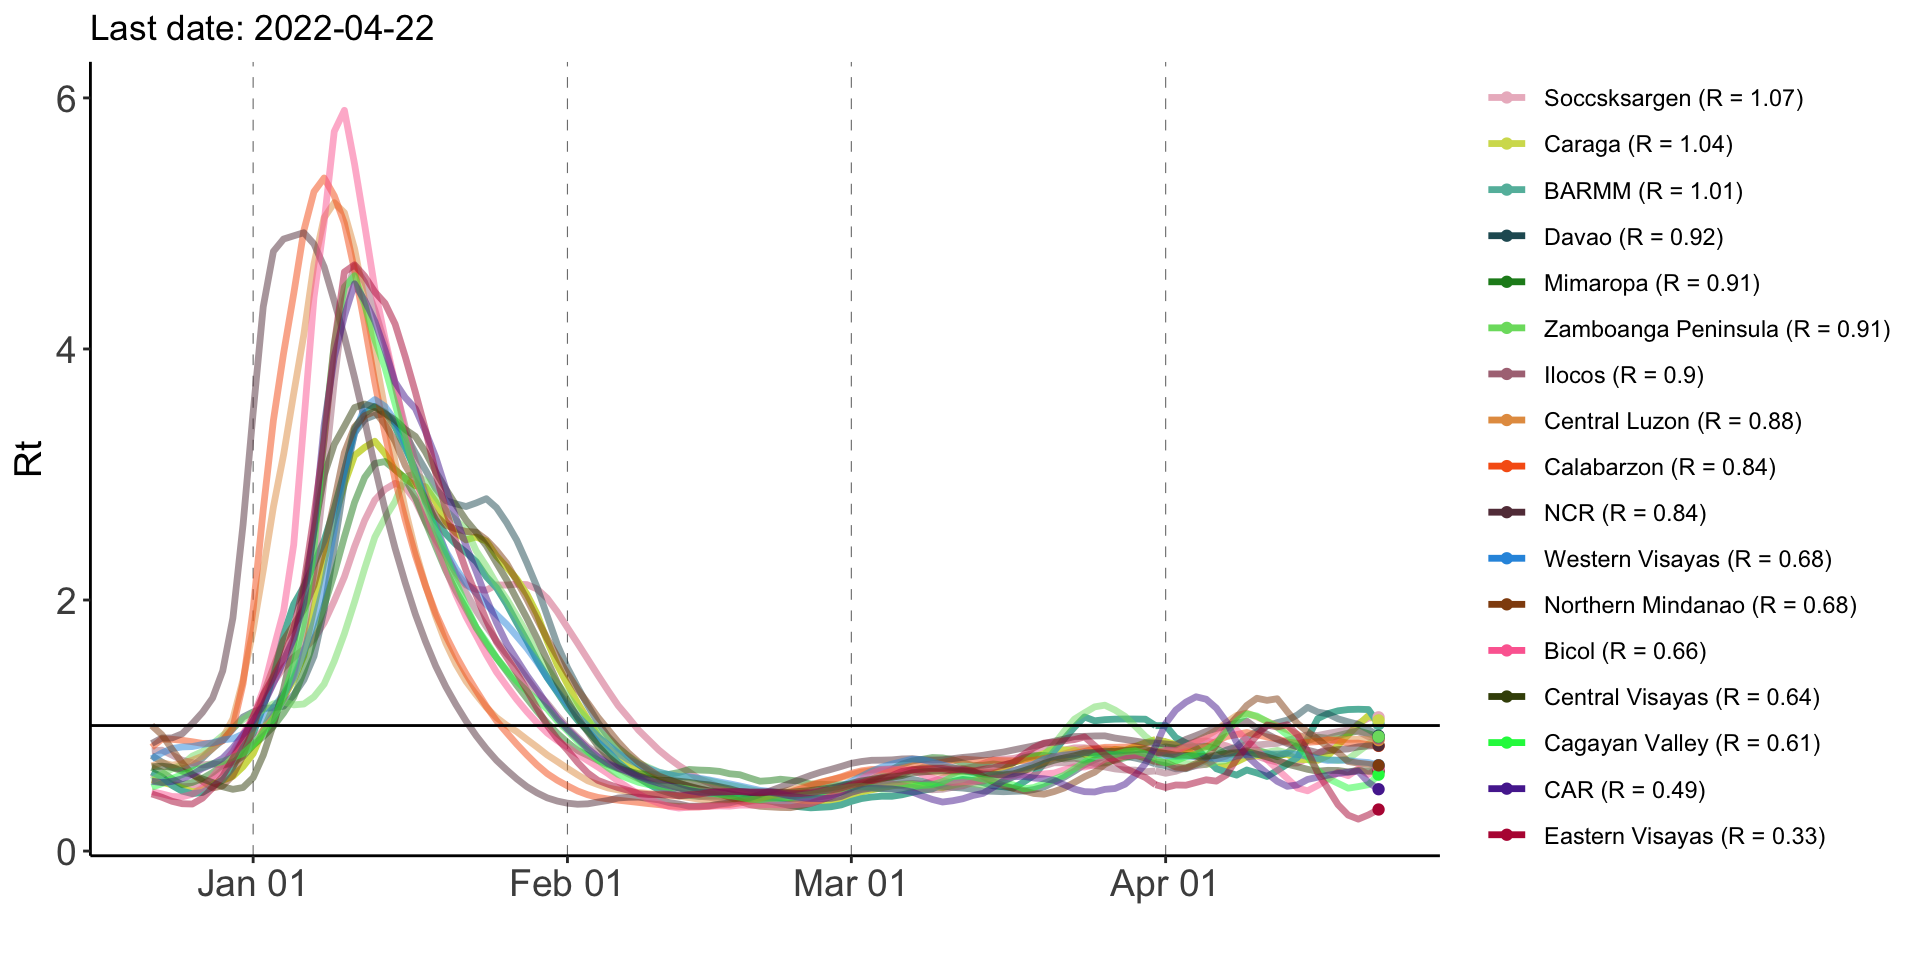 Last date: 2022-04-22
Rt
6
4
2
0
Jan 01
Feb 01
Mar 01
Apr 01
Soccsksargen (R = 1.07)
Caraga (R = 1.04)
BARMM (R = 1.01)
Davao (R = 0.92)
Mimaropa (R = 0.91)
Zamboanga Peninsula (R = 0.91)
Ilocos (R = 0.9)
Central Luzon (R = 0.88)
Calabarzon (R = 0.84)
NCR (R = 0.84)
Western Visayas (R = 0.68)
Northern Mindanao (R = 0.68)
Bicol (R = 0.66)
Central Visayas (R = 0.64)
Cagayan Valley (R = 0.61)
CAR (R = 0.49)
Eastern Visayas (R = 0.33)